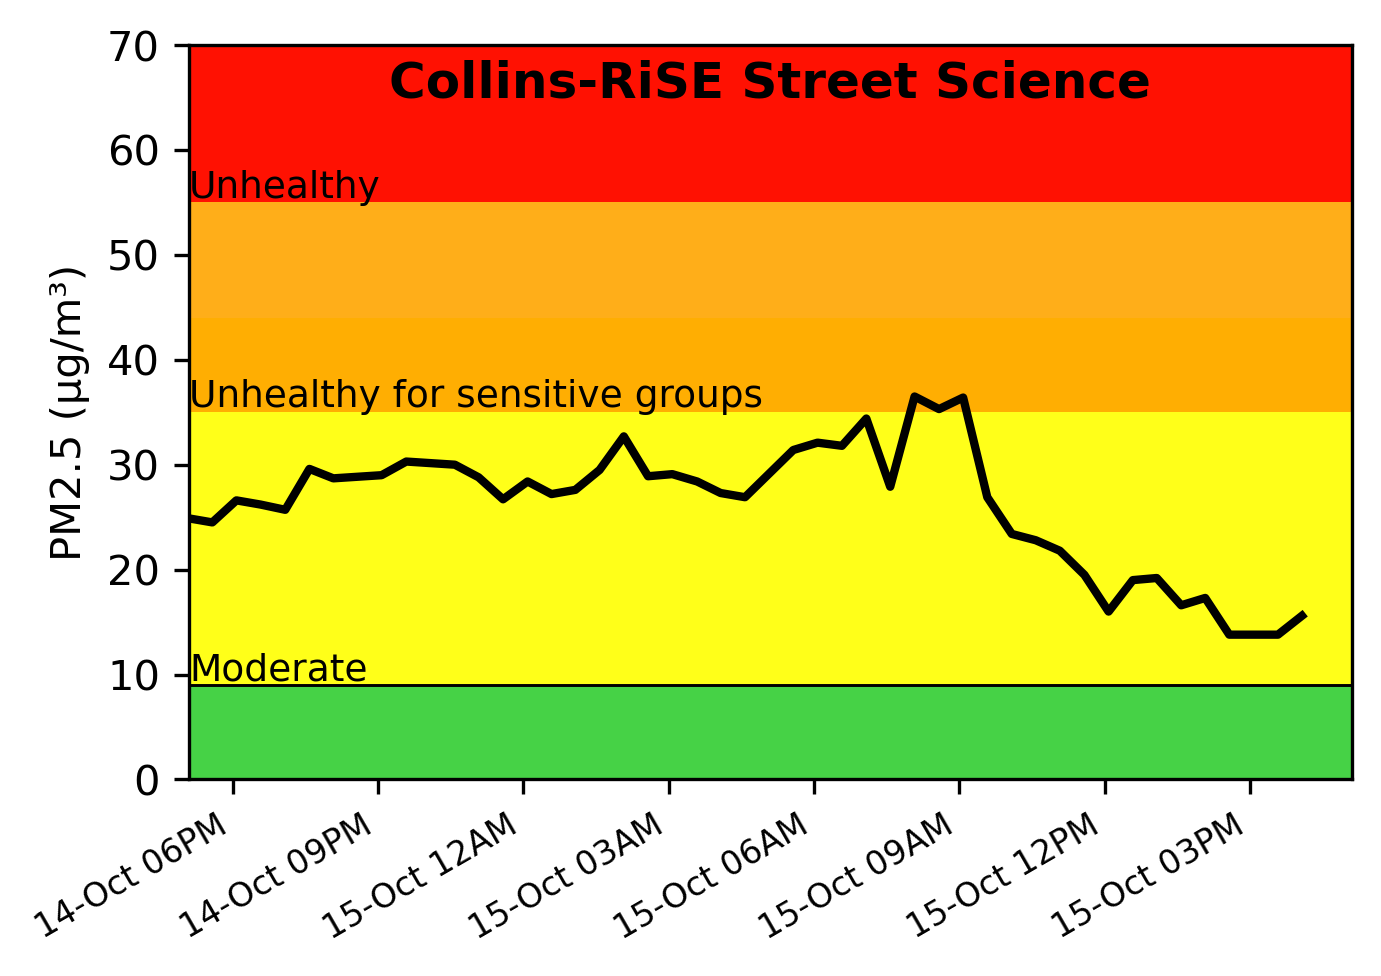 Collins-RiSE Street Science
70
60
Unhealthy
50
40
Unhealthy for sensitive groups
30
20
Moderate
10
0
PM2.5 (µg/m³)
14-Oct 06PM
14-Oct 09PM
15-Oct 12AM
15-Oct 03AM
15-Oct 06AM
15-Oct 09AM
15-Oct 12PM
15-Oct 03PM